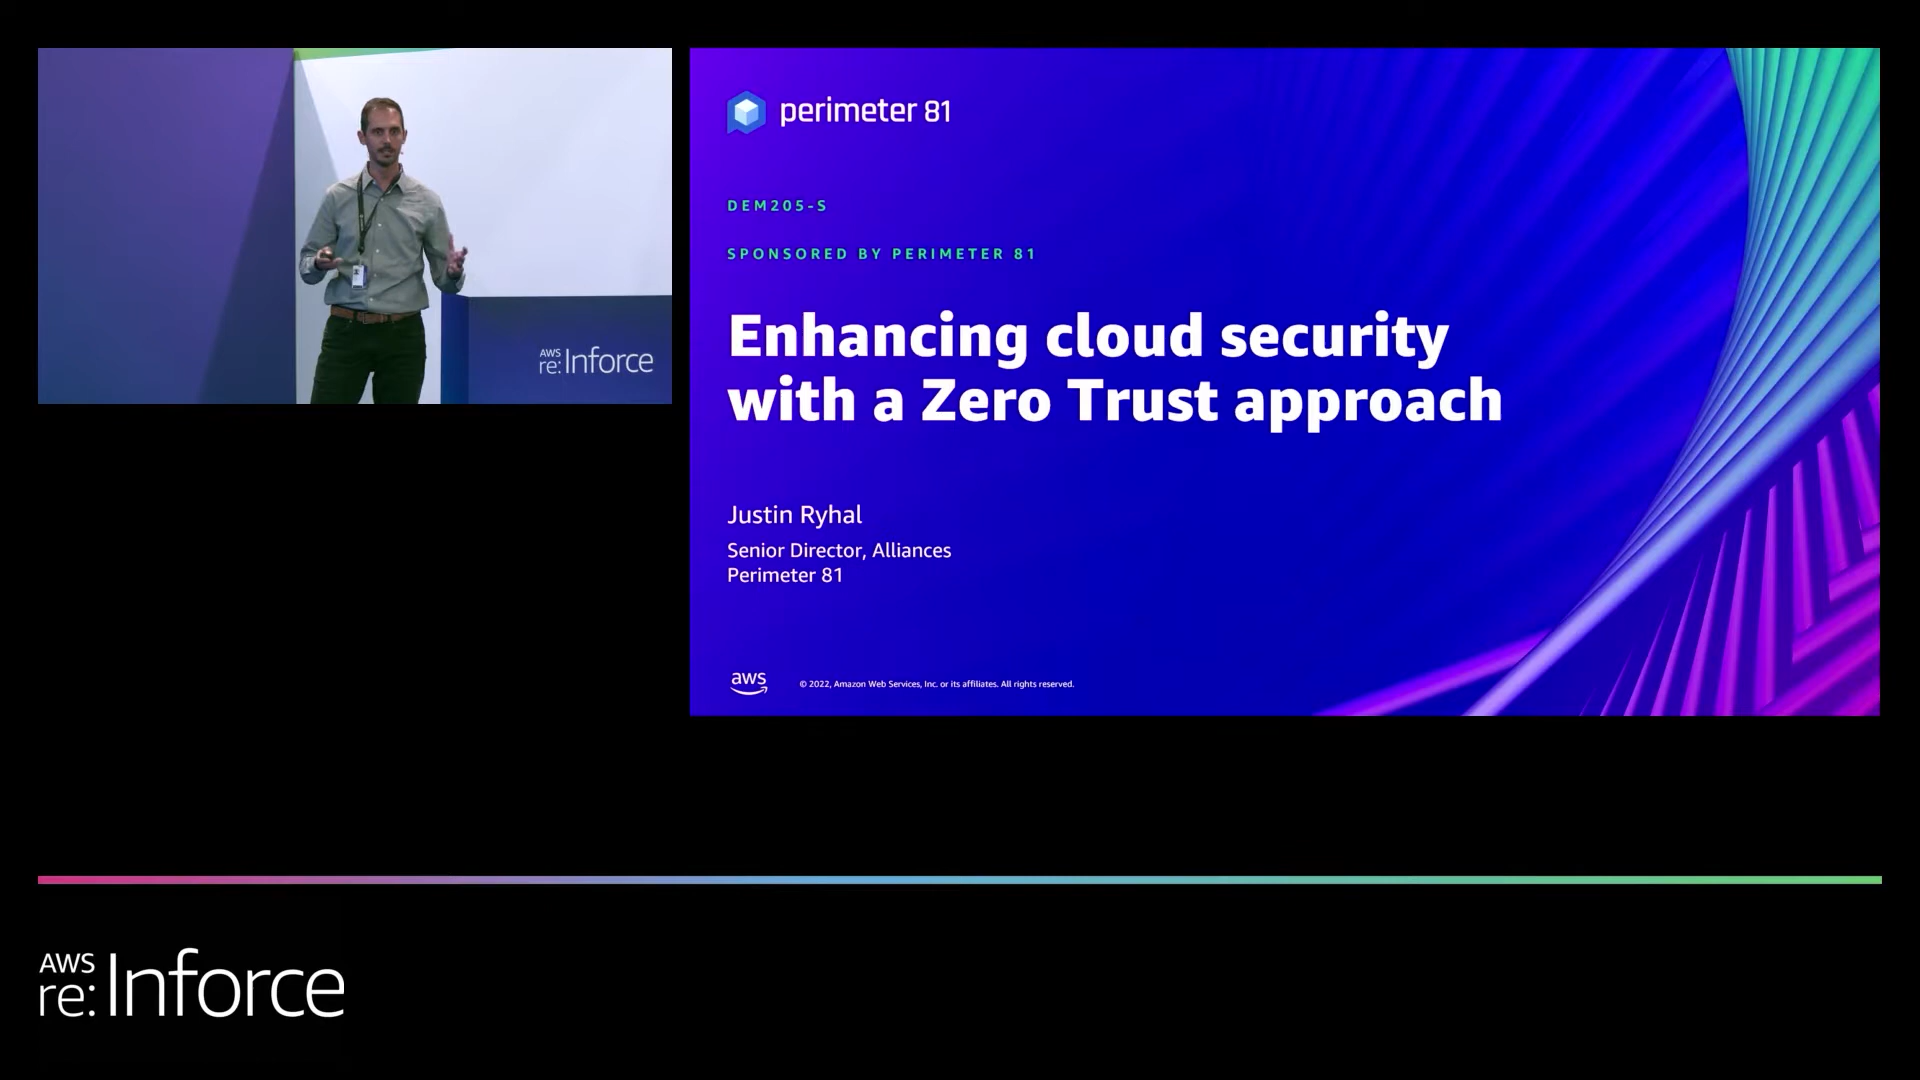 AWS
re:Inforce
perimeter 81
DEM205-S
SPONSORED BY PERIMETER 81
Enhancing cloud security
with a Zero Trust approach
Justin Ryhal
Senior Director, Alliances
Perimeter 81
aws
© 2022, Amazon Web Services, Inc. or its affiliates. All rights reserved.
AWS
re:Inforce